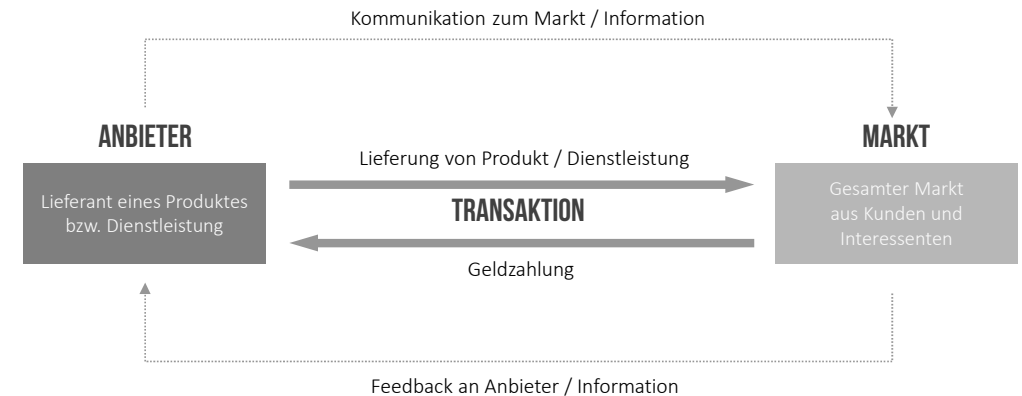 Kommunikation zum Markt / Information
ANBIETER
MARKT
Lieferant eines Produktes
bzw. Dienstleistung
Lieferung von Produkt / Dienstleistung
TRANSAKTION
Geldzahlung
Gesamter Markt
aus Kunden und
Interessenten
Feedback an Anbieter / Information